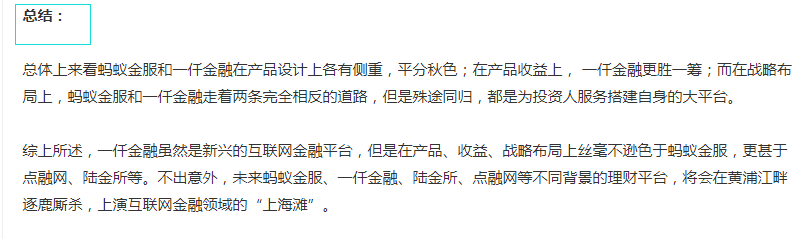 总结：
总体上来看蚂蚁金服和一仟金融在产品设计上各有侧重，平分秋色；在产品收益上， 一仟金融更胜一筹；而在战略布
局上，蚂蚁金服和一仟金融走着两条完全相反的道路，但是殊途同归，都是为投资人服务搭建自身的大平台。
综上所述，一仟金融虽然是新兴的互联网金融平台，但是在产品、收益、战略布局上丝毫不逊色于蚂蚁金服，更甚于
点融网、陆金所等。不出意外，未来蚂蚁金服、一仟金融、陆金所、点融网等不同背景的理财平台，将会在黄浦江畔
逐鹿厮杀，上演互联网金融领域的“上海滩”。